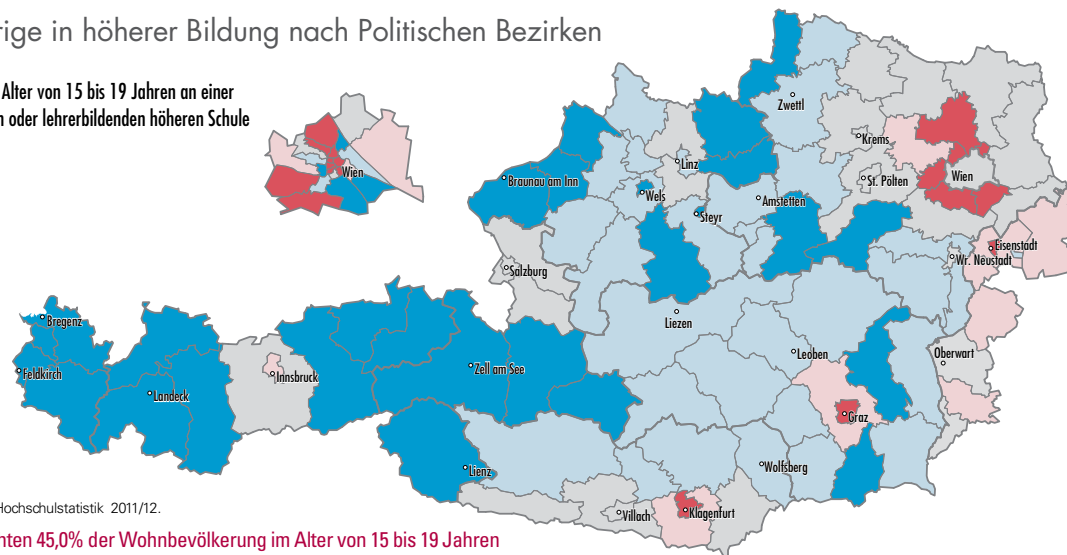 rige in höherer Bildung nach Politischen Bezirken
Alter von 15 bis 19 Jahren an einer
n oder lehrerbildenden höheren Schule
Wien
Zwettl
Krems
Linz
St. Pölten
Wien
Braunau am Inn
Wels
Amstetten
Steyr
Eisenstadt
Wr. Neustadt
Salzburg
Liezen
Bregenz
Leoben
Oberwart
Feldkirch
Innsbruck
Zell am See
Landeck
Graz
Lienz
Wolfsberg
Villach
Klagenfurt
Hochschulstatistik 2011/12.
nten 45,0% der Wohnbevölkerung im Alter von 15 bis 19 Jahren